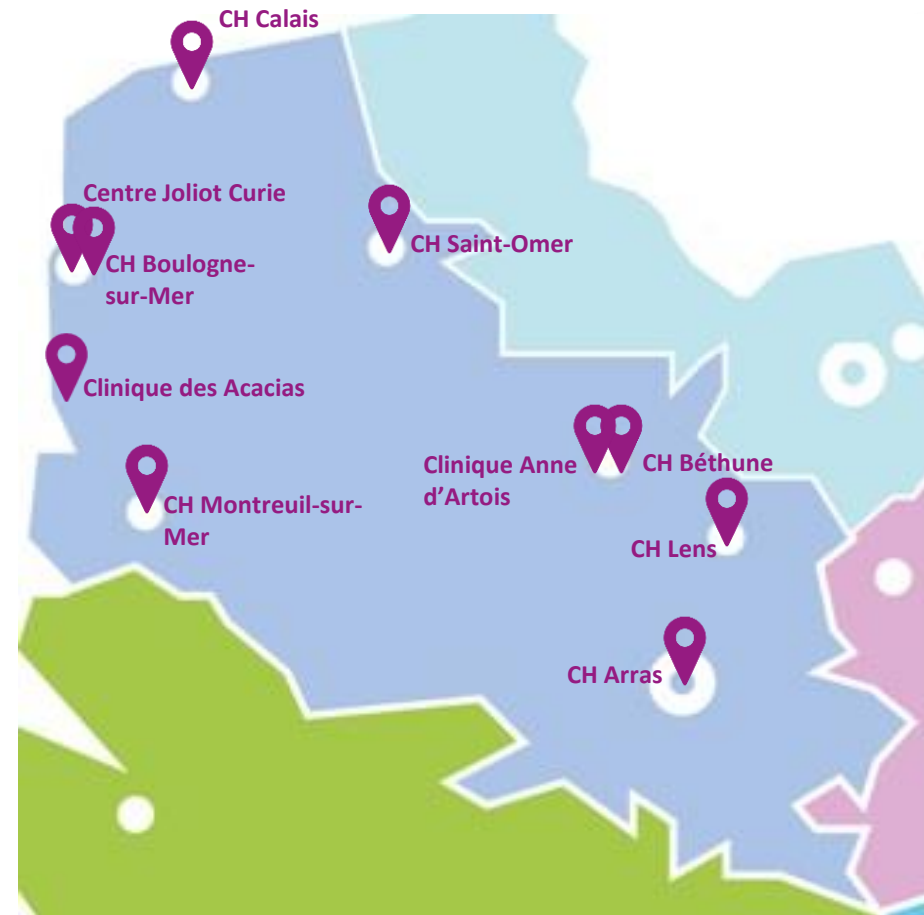 CH Calais
Centre Joliot Curie
CH Boulogne-
sur-Mer
CH Saint-Omer
Clinique des Acacias
Clinique Anne
d’Artois
CH Béthune
CH Montreuil-sur-
Mer
CH Lens
CH Arras